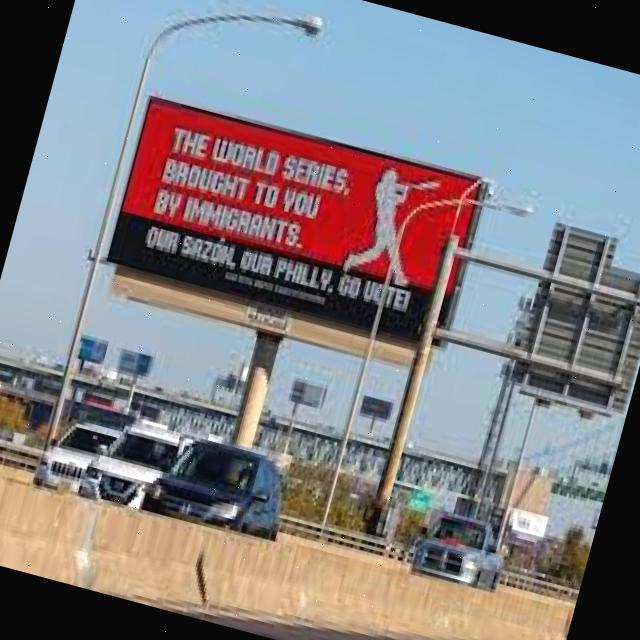 THE WORLD SERIES,
BROUGHT TO YOU
BY IMMIGRANTS.
OUR SAZÓN, OUR PHILLY, GO VOTE!